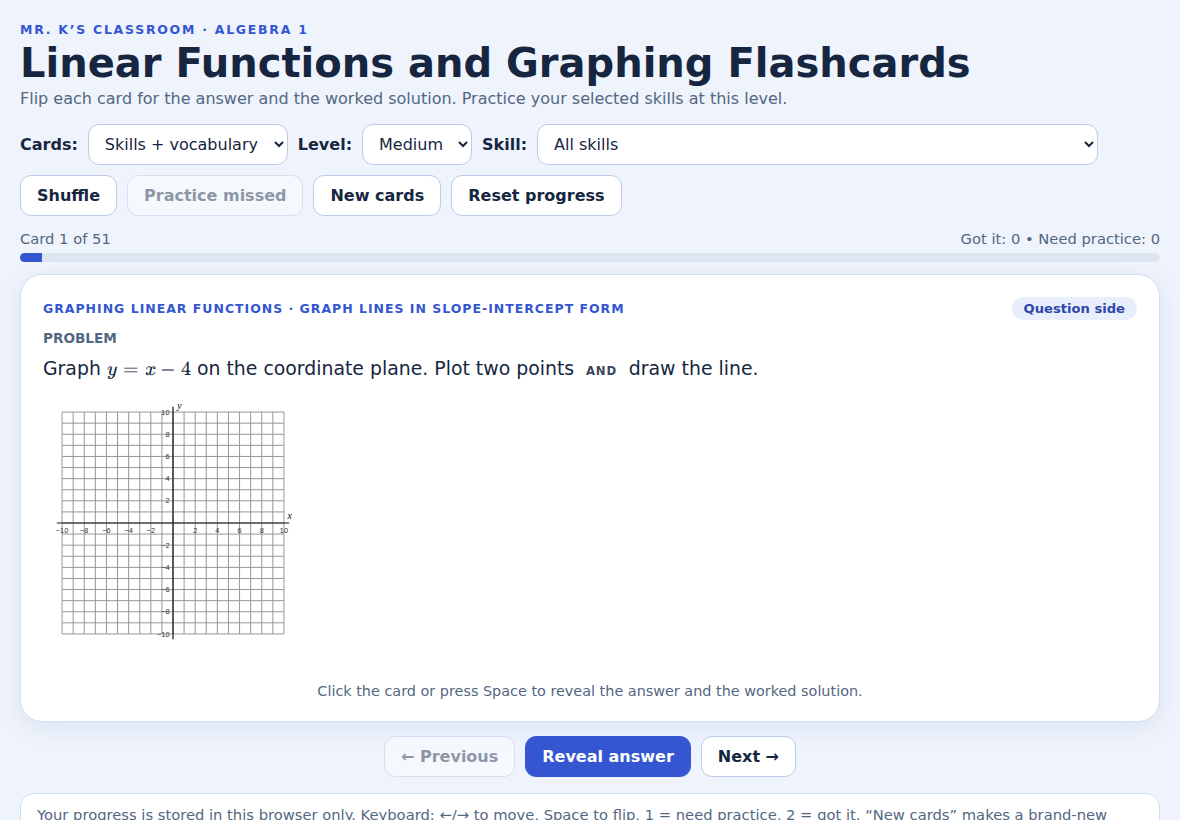 MR. K’S CLASSROOM · ALGEBRA 1
Linear Functions and Graphing Flashcards
Flip each card for the answer and the worked solution. Practice your selected skills at this level.
Cards: Skills + vocabulary Level: Medium Skill: All skills
Shuffle Practice missed New cards Reset progress
Card 1 of 51 Got it: 0 • Need practice: 0
GRAPHING LINEAR FUNCTIONS · GRAPH LINES IN SLOPE-INTERCEPT FORM Question side
PROBLEM
Graph y = x − 4 on the coordinate plane. Plot two points AND draw the line.
y
10
8
6
4
2
x
−10 −8 −6 −4 −2 2 4 6 8 10
−2
−4
−6
−8
−10
Click the card or press Space to reveal the answer and the worked solution.
← Previous Reveal answer Next →
Your progress is stored in this browser only. Keyboard: ←/→ to move, Space to flip, 1 = need practice, 2 = got it. “New cards” makes a brand-new